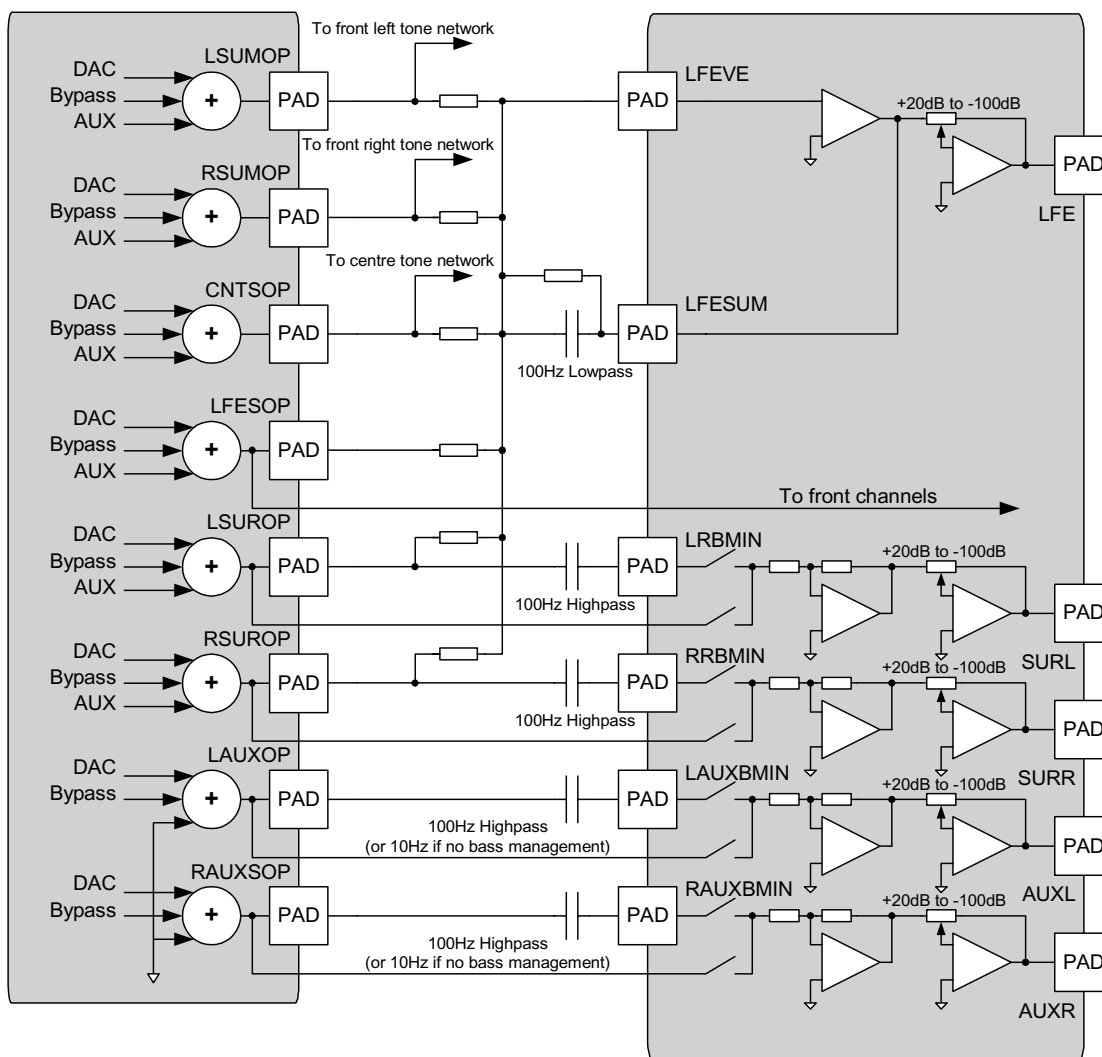 To front left tone network
LSUMOP
DAC
Bypass
AUX
+
PAD
PAD
LFEVE
+20dB to -100dB
PAD
LFE
To front right tone network
RSUMOP
DAC
Bypass
AUX
+
PAD
To centre tone network
CNTSOP
DAC
Bypass
AUX
+
PAD
100Hz Lowpass
PAD
LFESUM
LFESOP
DAC
Bypass
AUX
+
PAD
To front channels
LSUROP
DAC
Bypass
AUX
+
PAD
100Hz Highpass
PAD
LRBMIN
+20dB to -100dB
PAD
SURL
RSUROP
DAC
Bypass
AUX
+
PAD
100Hz Highpass
PAD
RRBMIN
+20dB to -100dB
PAD
SURR
LAUXOP
DAC
Bypass
+
PAD
100Hz Highpass
(or 10Hz if no bass management)
PAD
LAUXBMIN
+20dB to -100dB
PAD
AUXL
RAUXSOP
DAC
Bypass
+
PAD
100Hz Highpass
(or 10Hz if no bass management)
PAD
RAUXBMIN
+20dB to -100dB
PAD
AUXR